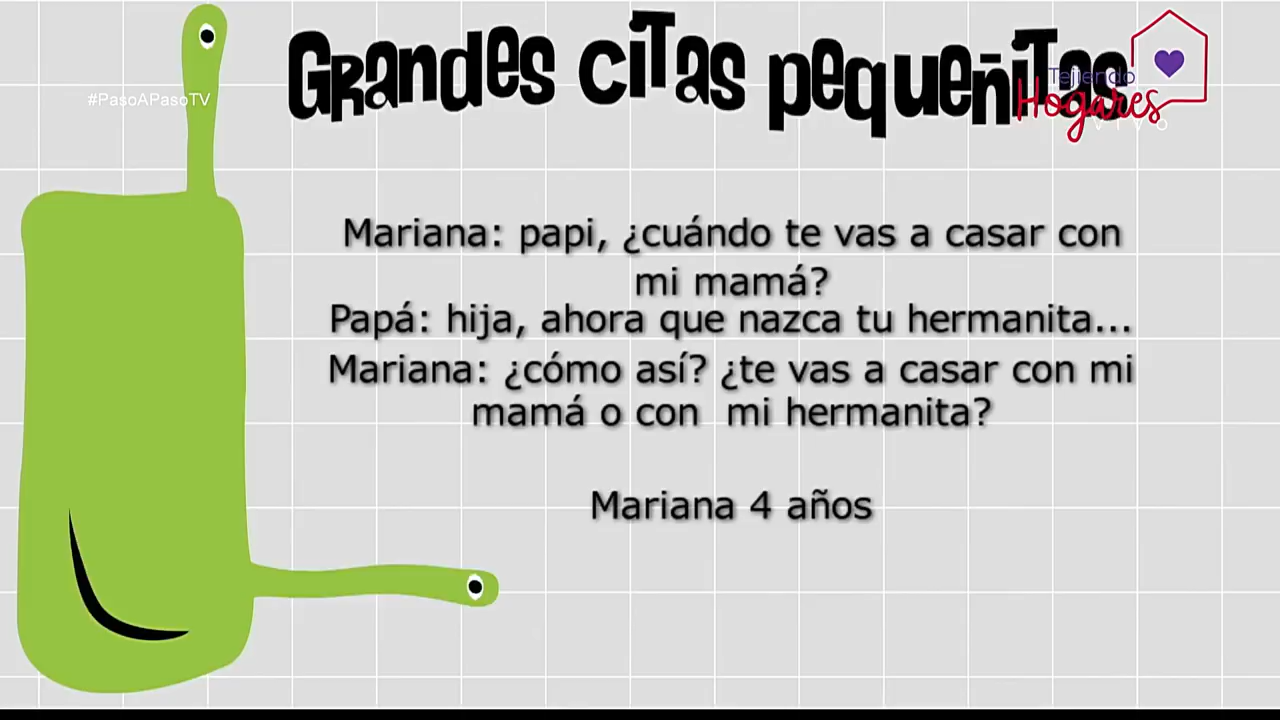 Grandes citas pequeñitas
#PasoAPasoTV
Tejiendo
Hogares
Mariana: papi, ¿cuándo te vas a casar con
mi mamá?
Papá: hija, ahora que nazca tu hermanita...
Mariana: ¿cómo así? ¿te vas a casar con mi
mamá o con  mi hermanita?
Mariana 4 años